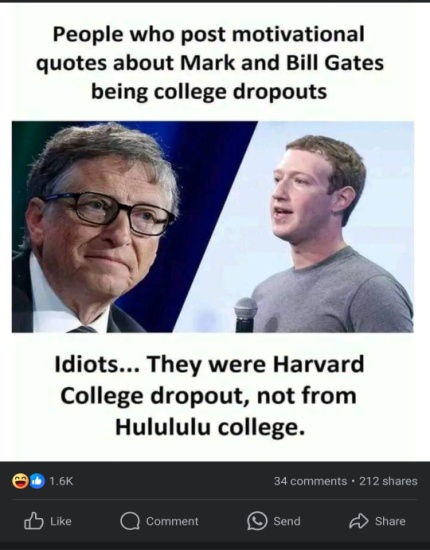 People who post motivational
quotes about Mark and Bill Gates
being college dropouts
Idiots... They were Harvard
College dropout, not from
Hulululu college.
1.6K
34 comments • 212 shares
Like
Comment
Send
Share